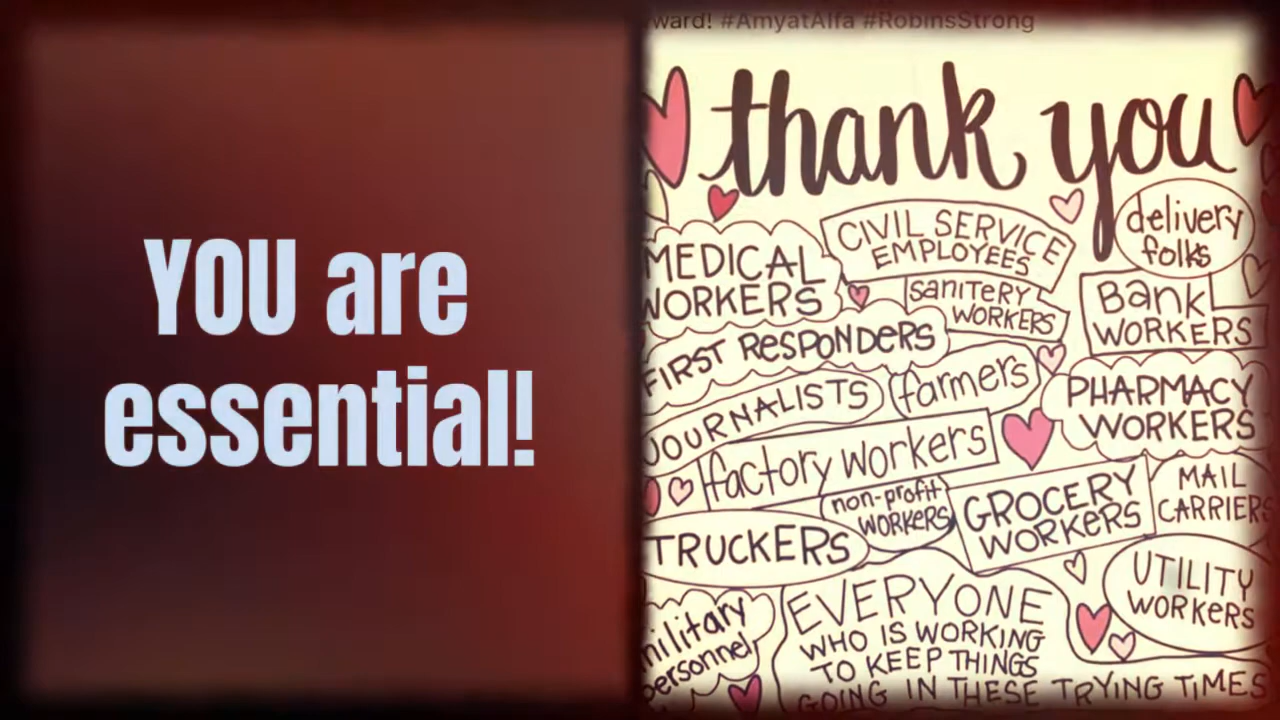 YOU are
essential!
ward! #AmyatAlfa #RobinsStrong
thank you
delivery
folks
CIVIL SERVICE
EMPLOYEES
MEDICAL
WORKERS
SANITERY
WORKERS
Bank
WORKERS
FIRST RESPONDERS
JOURNALISTS
farmers
PHARMACY
WORKERS
factory workers
non-profit
WORKERS
GROCERY
WORKERS
MAIL
CARRIERS
TRUCKERS
UTILITY
WORKERS
military
personnel
EVERYONE
WHO IS WORKING
TO KEEP THINGS
GOING IN THESE TRYING TIMES